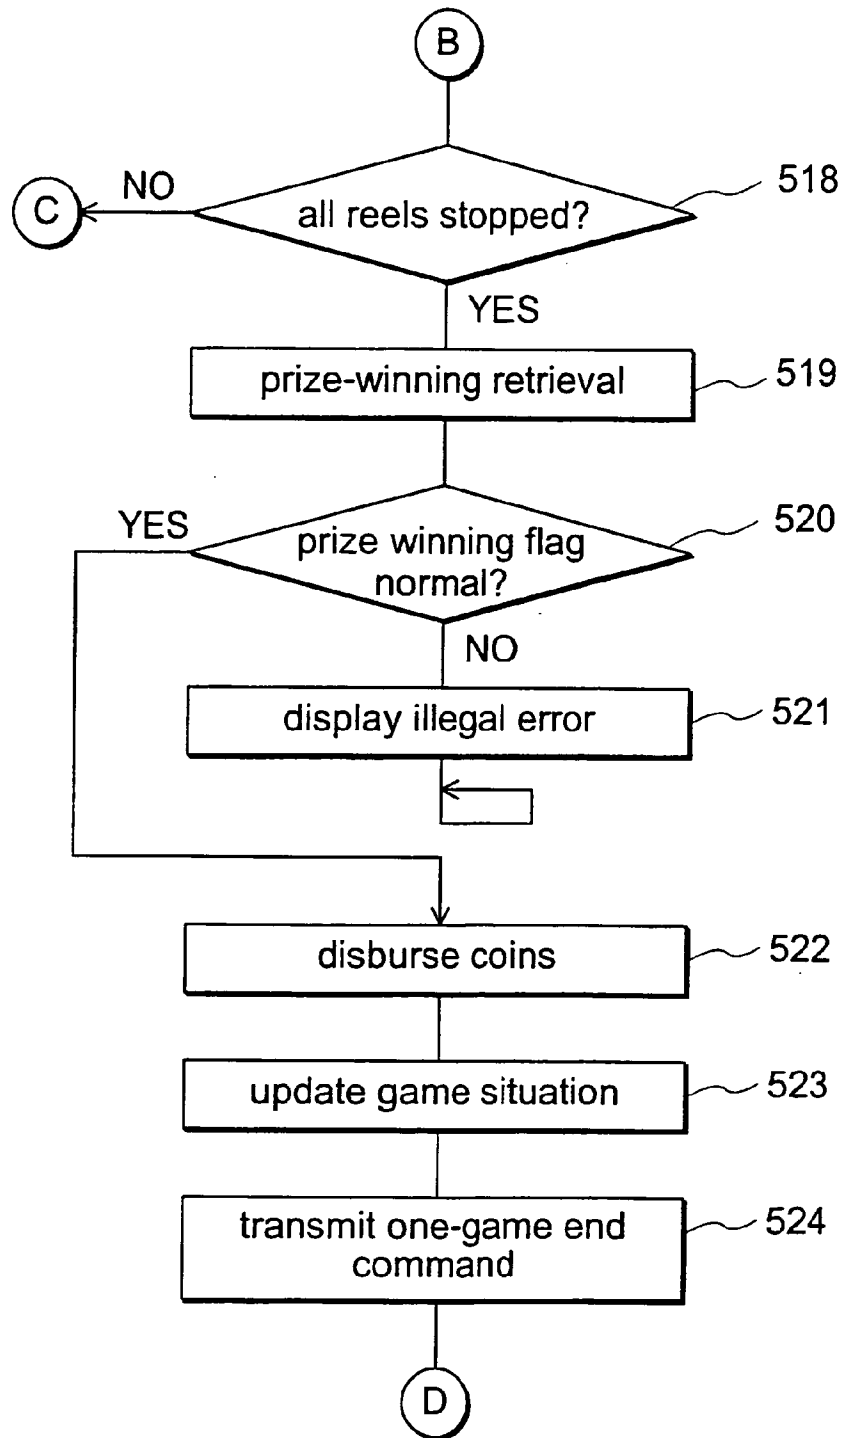 B
518
NO
C
all reels stopped?
YES
prize-winning retrieval
519
YES
520
prize winning flag
normal?
NO
display illegal error
521
disburse coins
522
update game situation
523
transmit one-game end
command
524
D